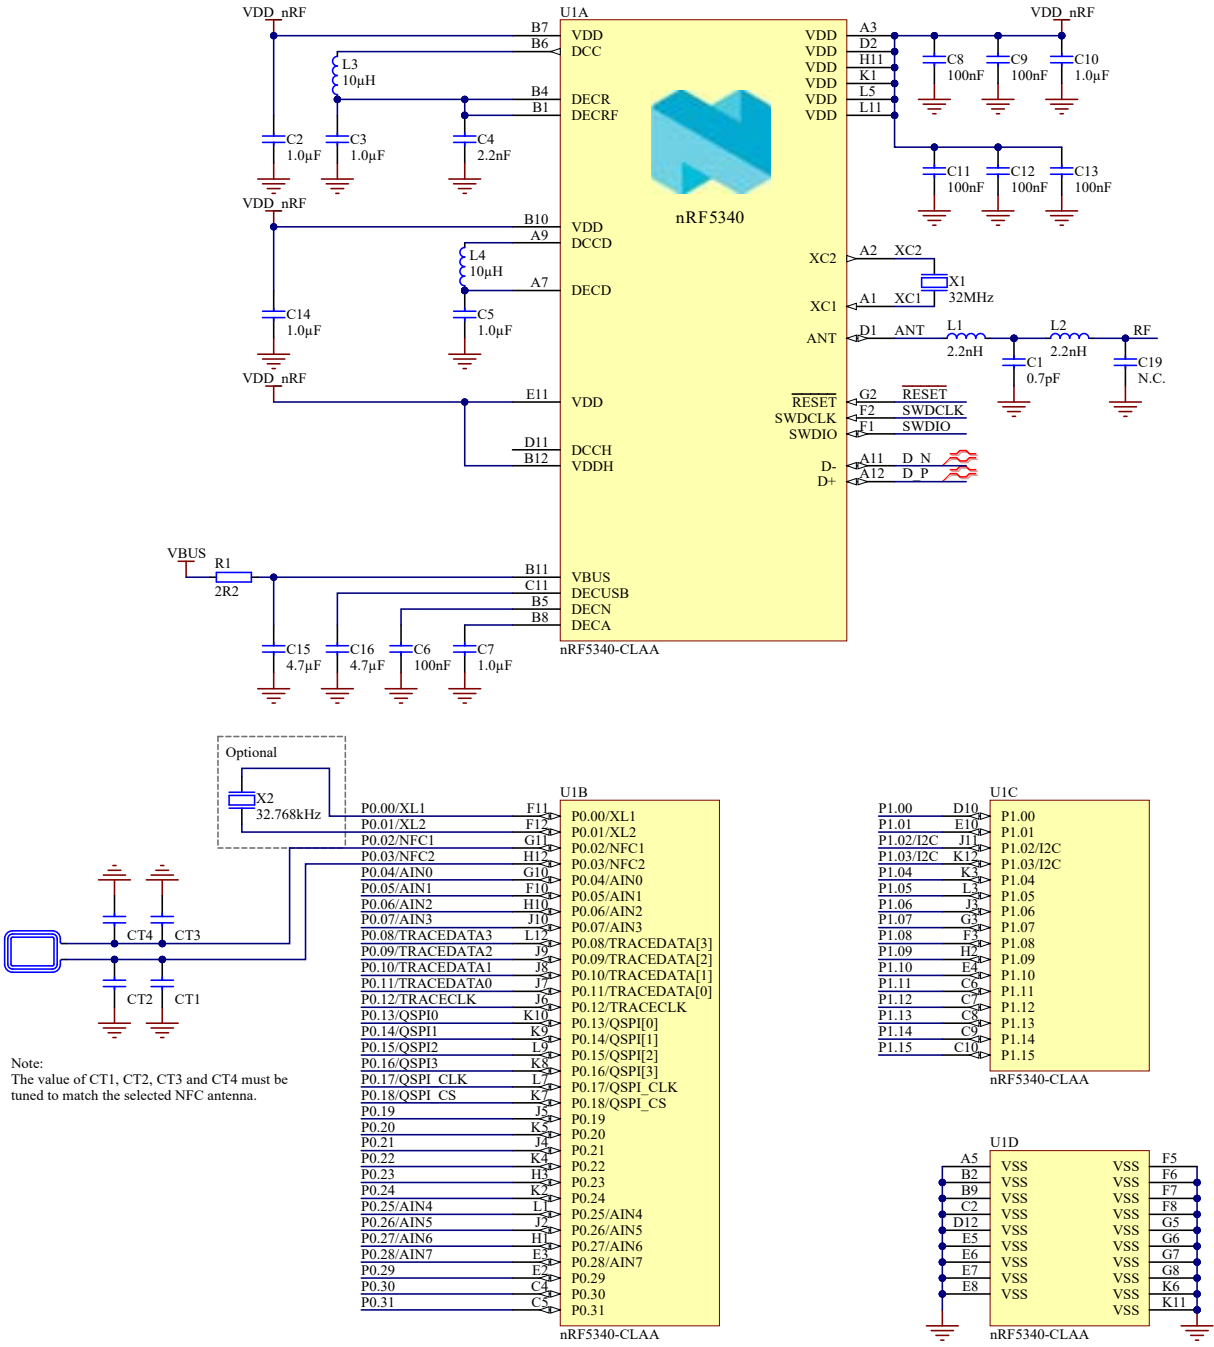 VDD_nRF
U1A
VDD_nRF
B7 VDD
B6 DCC
L3
10µH
B4 DECR
B1 DECRF
C2
1.0µF
C3
1.0µF
C4
2.2nF
VDD A3
VDD D2
VDD H11
VDD K1
VDD L5
VDD L11
C8
100nF
C9
100nF
C10
1.0µF
C11
100nF
C12
100nF
C13
100nF
nRF5340
VDD_nRF
B10 VDD
A9 DCCD
L4
10µH
A7 DECD
C14
1.0µF
C5
1.0µF
XC2 A2 XC2
X1
32MHz
XC1 A1 XC1
ANT D1 ANT
L1
2.2nH
L2
2.2nH
RF
C1
0.7pF
C19
N.C.
VDD_nRF
E11 VDD
D11 DCCH
B12 VDDH
RESET G2 RESET
SWDCLK F2 SWDCLK
SWDIO F1 SWDIO
D- A11 D_N
D+ A12 D_P
VBUS
R1
2R2
B11 VBUS
C11 DECUSB
B5 DECN
B8 DECA
C15
4.7µF
C16
4.7µF
C6
100nF
C7
1.0µF
nRF5340-CLAA
Optional
X2
32.768kHz
U1B
P0.00/XL1 F11 P0.00/XL1
P0.01/XL2 F12 P0.01/XL2
P0.02/NFC1 G11 P0.02/NFC1
P0.03/NFC2 H12 P0.03/NFC2
P0.04/AIN0 G10 P0.04/AIN0
P0.05/AIN1 F10 P0.05/AIN1
P0.06/AIN2 H10 P0.06/AIN2
P0.07/AIN3 J10 P0.07/AIN3
P0.08/TRACEDATA3 L12 P0.08/TRACEDATA[3]
P0.09/TRACEDATA2 J9 P0.09/TRACEDATA[2]
P0.10/TRACEDATA1 J8 P0.10/TRACEDATA[1]
P0.11/TRACEDATA0 J7 P0.11/TRACEDATA[0]
P0.12/TRACECLK J6 P0.12/TRACECLK
P0.13/QSPI0 K10 P0.13/QSPI[0]
P0.14/QSPI1 K9 P0.14/QSPI[1]
P0.15/QSPI2 L9 P0.15/QSPI[2]
P0.16/QSPI3 K8 P0.16/QSPI[3]
P0.17/QSPI_CLK L7 P0.17/QSPI_CLK
P0.18/QSPI_CS K7 P0.18/QSPI_CS
P0.19 J5 P0.19
P0.20 K5 P0.20
P0.21 J4 P0.21
P0.22 K4 P0.22
P0.23 H3 P0.23
P0.24 K2 P0.24
P0.25/AIN4 L1 P0.25/AIN4
P0.26/AIN5 J2 P0.26/AIN5
P0.27/AIN6 H1 P0.27/AIN6
P0.28/AIN7 E3 P0.28/AIN7
P0.29 E2 P0.29
P0.30 C4 P0.30
P0.31 C5 P0.31
nRF5340-CLAA
CT4
CT3
CT2
CT1
Note:
The value of CT1, CT2, CT3 and CT4 must be
tuned to match the selected NFC antenna.
U1C
P1.00 D10 P1.00
P1.01 E10 P1.01
P1.02/I2C J11 P1.02/I2C
P1.03/I2C K12 P1.03/I2C
P1.04 K3 P1.04
P1.05 L3 P1.05
P1.06 J3 P1.06
P1.07 G3 P1.07
P1.08 F3 P1.08
P1.09 H2 P1.09
P1.10 E4 P1.10
P1.11 C6 P1.11
P1.12 C7 P1.12
P1.13 C8 P1.13
P1.14 C9 P1.14
P1.15 C10 P1.15
nRF5340-CLAA
U1D
A5 VSS VSS F5
B2 VSS VSS F6
B9 VSS VSS F7
C2 VSS VSS F8
D12 VSS VSS G5
E5 VSS VSS G6
E6 VSS VSS G7
E7 VSS VSS G8
E8 VSS VSS K6
VSS K11
nRF5340-CLAA